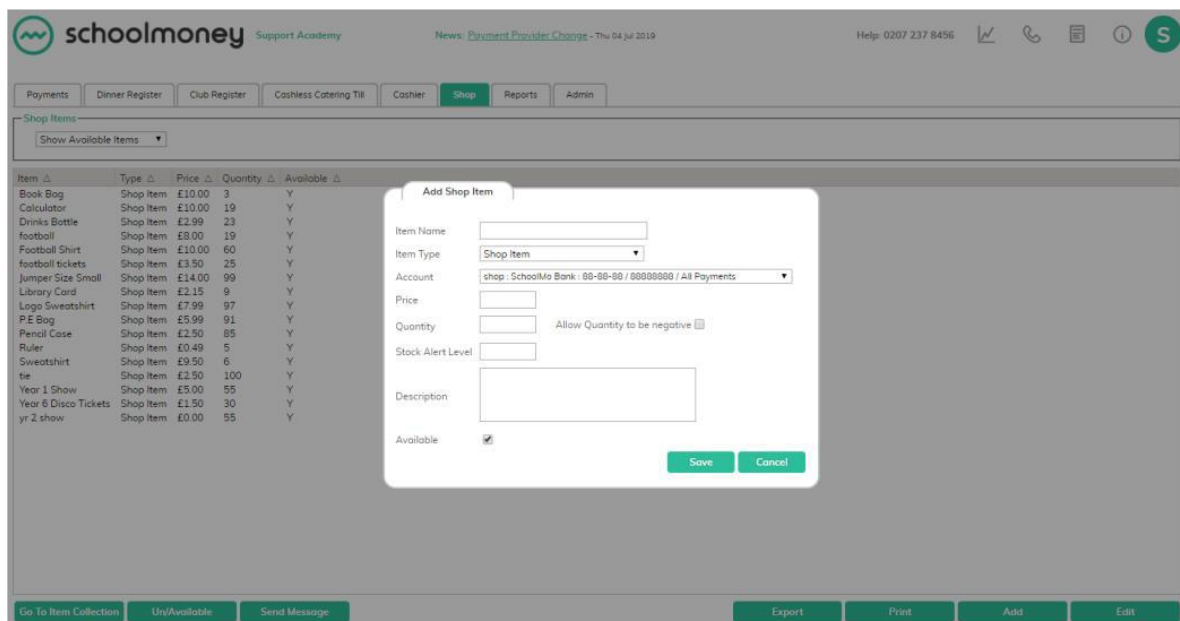 schoolmoney Support Academy News: Payment Provider Change - Thu 04 Jul 2019 Help: 0207 237 8456 S
Payments Dinner Register Club Register Cashless Catering Till Cashier Shop Reports Admin
Shop Items
Show Available Items
Item Type Price Quantity Available
Book Bag Shop Item £10.00 3 Y
Calculator Shop Item £10.00 19 Y
Drinks Bottle Shop Item £2.99 23 Y
football Shop Item £8.00 19 Y
Football Shirt Shop Item £10.00 60 Y
football tickets Shop Item £3.50 25 Y
Jumper Size Small Shop Item £14.00 99 Y
Library Card Shop Item £2.15 9 Y
Logo Sweatshirt Shop Item £7.99 97 Y
P.E Bag Shop Item £5.99 91 Y
Pencil Case Shop Item £2.50 85 Y
Ruler Shop Item £0.49 5 Y
Sweatshirt Shop Item £9.50 6 Y
tie Shop Item £2.50 100 Y
Year 1 Show Shop Item £5.00 55 Y
Year 6 Disco Tickets Shop Item £1.50 30 Y
yr 2 show Shop Item £0.00 55 Y
Add Shop Item
Item Name
Item Type Shop Item
Account shop : SchoolMo Bank : 88-88-88 / 88888888 / All Payments
Price
Quantity Allow Quantity to be negative
Stock Alert Level
Description
Available
Save Cancel
Go To Item Collection Un/Available Send Message Export Print Add Edit